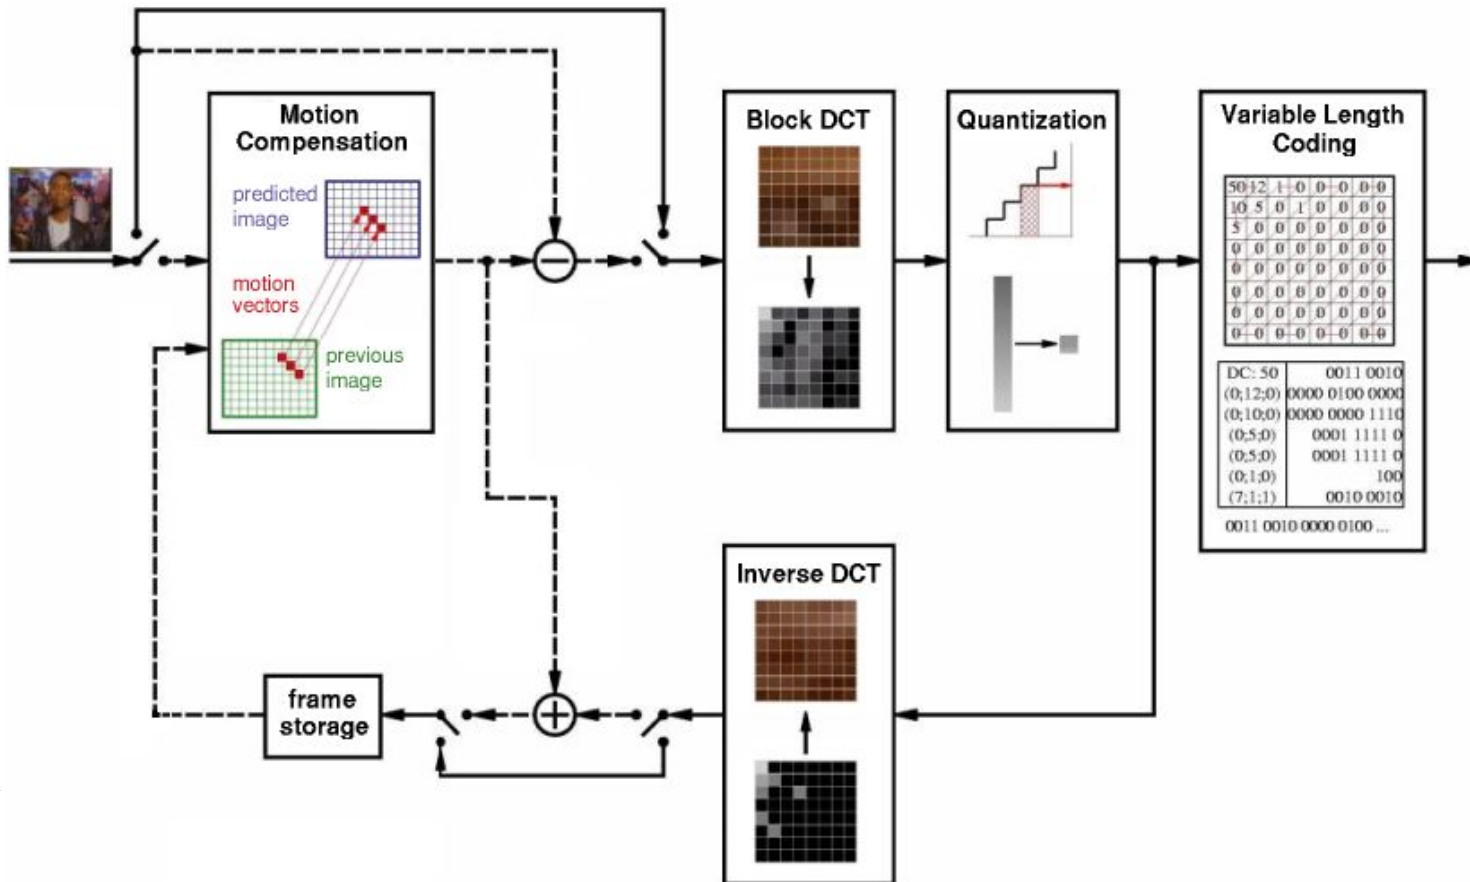 Motion
Compensation
predicted
image
motion
vectors
previous
image
Block DCT
Quantization
Variable Length
Coding
50 12 1 0 0 0 0 0
10 5 0 1 0 0 0 0
5 0 0 0 0 0 0 0
0 0 0 0 0 0 0 0
0 0 0 0 0 0 0 0
0 0 0 0 0 0 0 0
0 0 0 0 0 0 0 0
0 0 0 0 0 0 0 0
DC: 50 0011 0010
(0;12;0) 0000 0100 0000
(0;10;0) 0000 0000 1110
(0;5;0) 0001 1111 0
(0;5;0) 0001 1111 0
(0;1;0) 100
(7;1;1) 0010 0010
0011 0010 0000 0100 ...
Inverse DCT
frame
storage